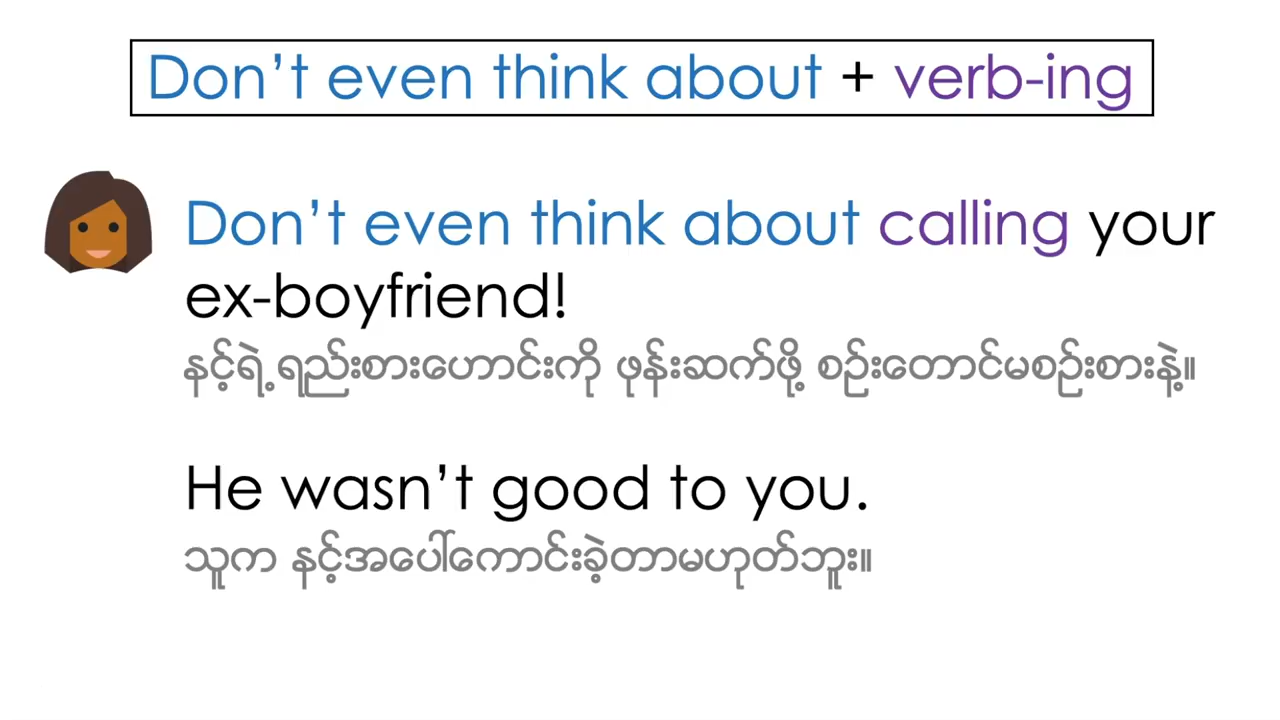 Don’t even think about + verb-ing
Don’t even think about calling your
ex-boyfriend!
နင့်ရဲ့ ရည်းစားဟောင်းကို ဖုန်းဆက်ဖို့ စဉ်းတောင်မစဉ်းစားနဲ့။
He wasn’t good to you.
သူက နင့်အပေါ်ကောင်းခဲ့တာမဟုတ်ဘူး။